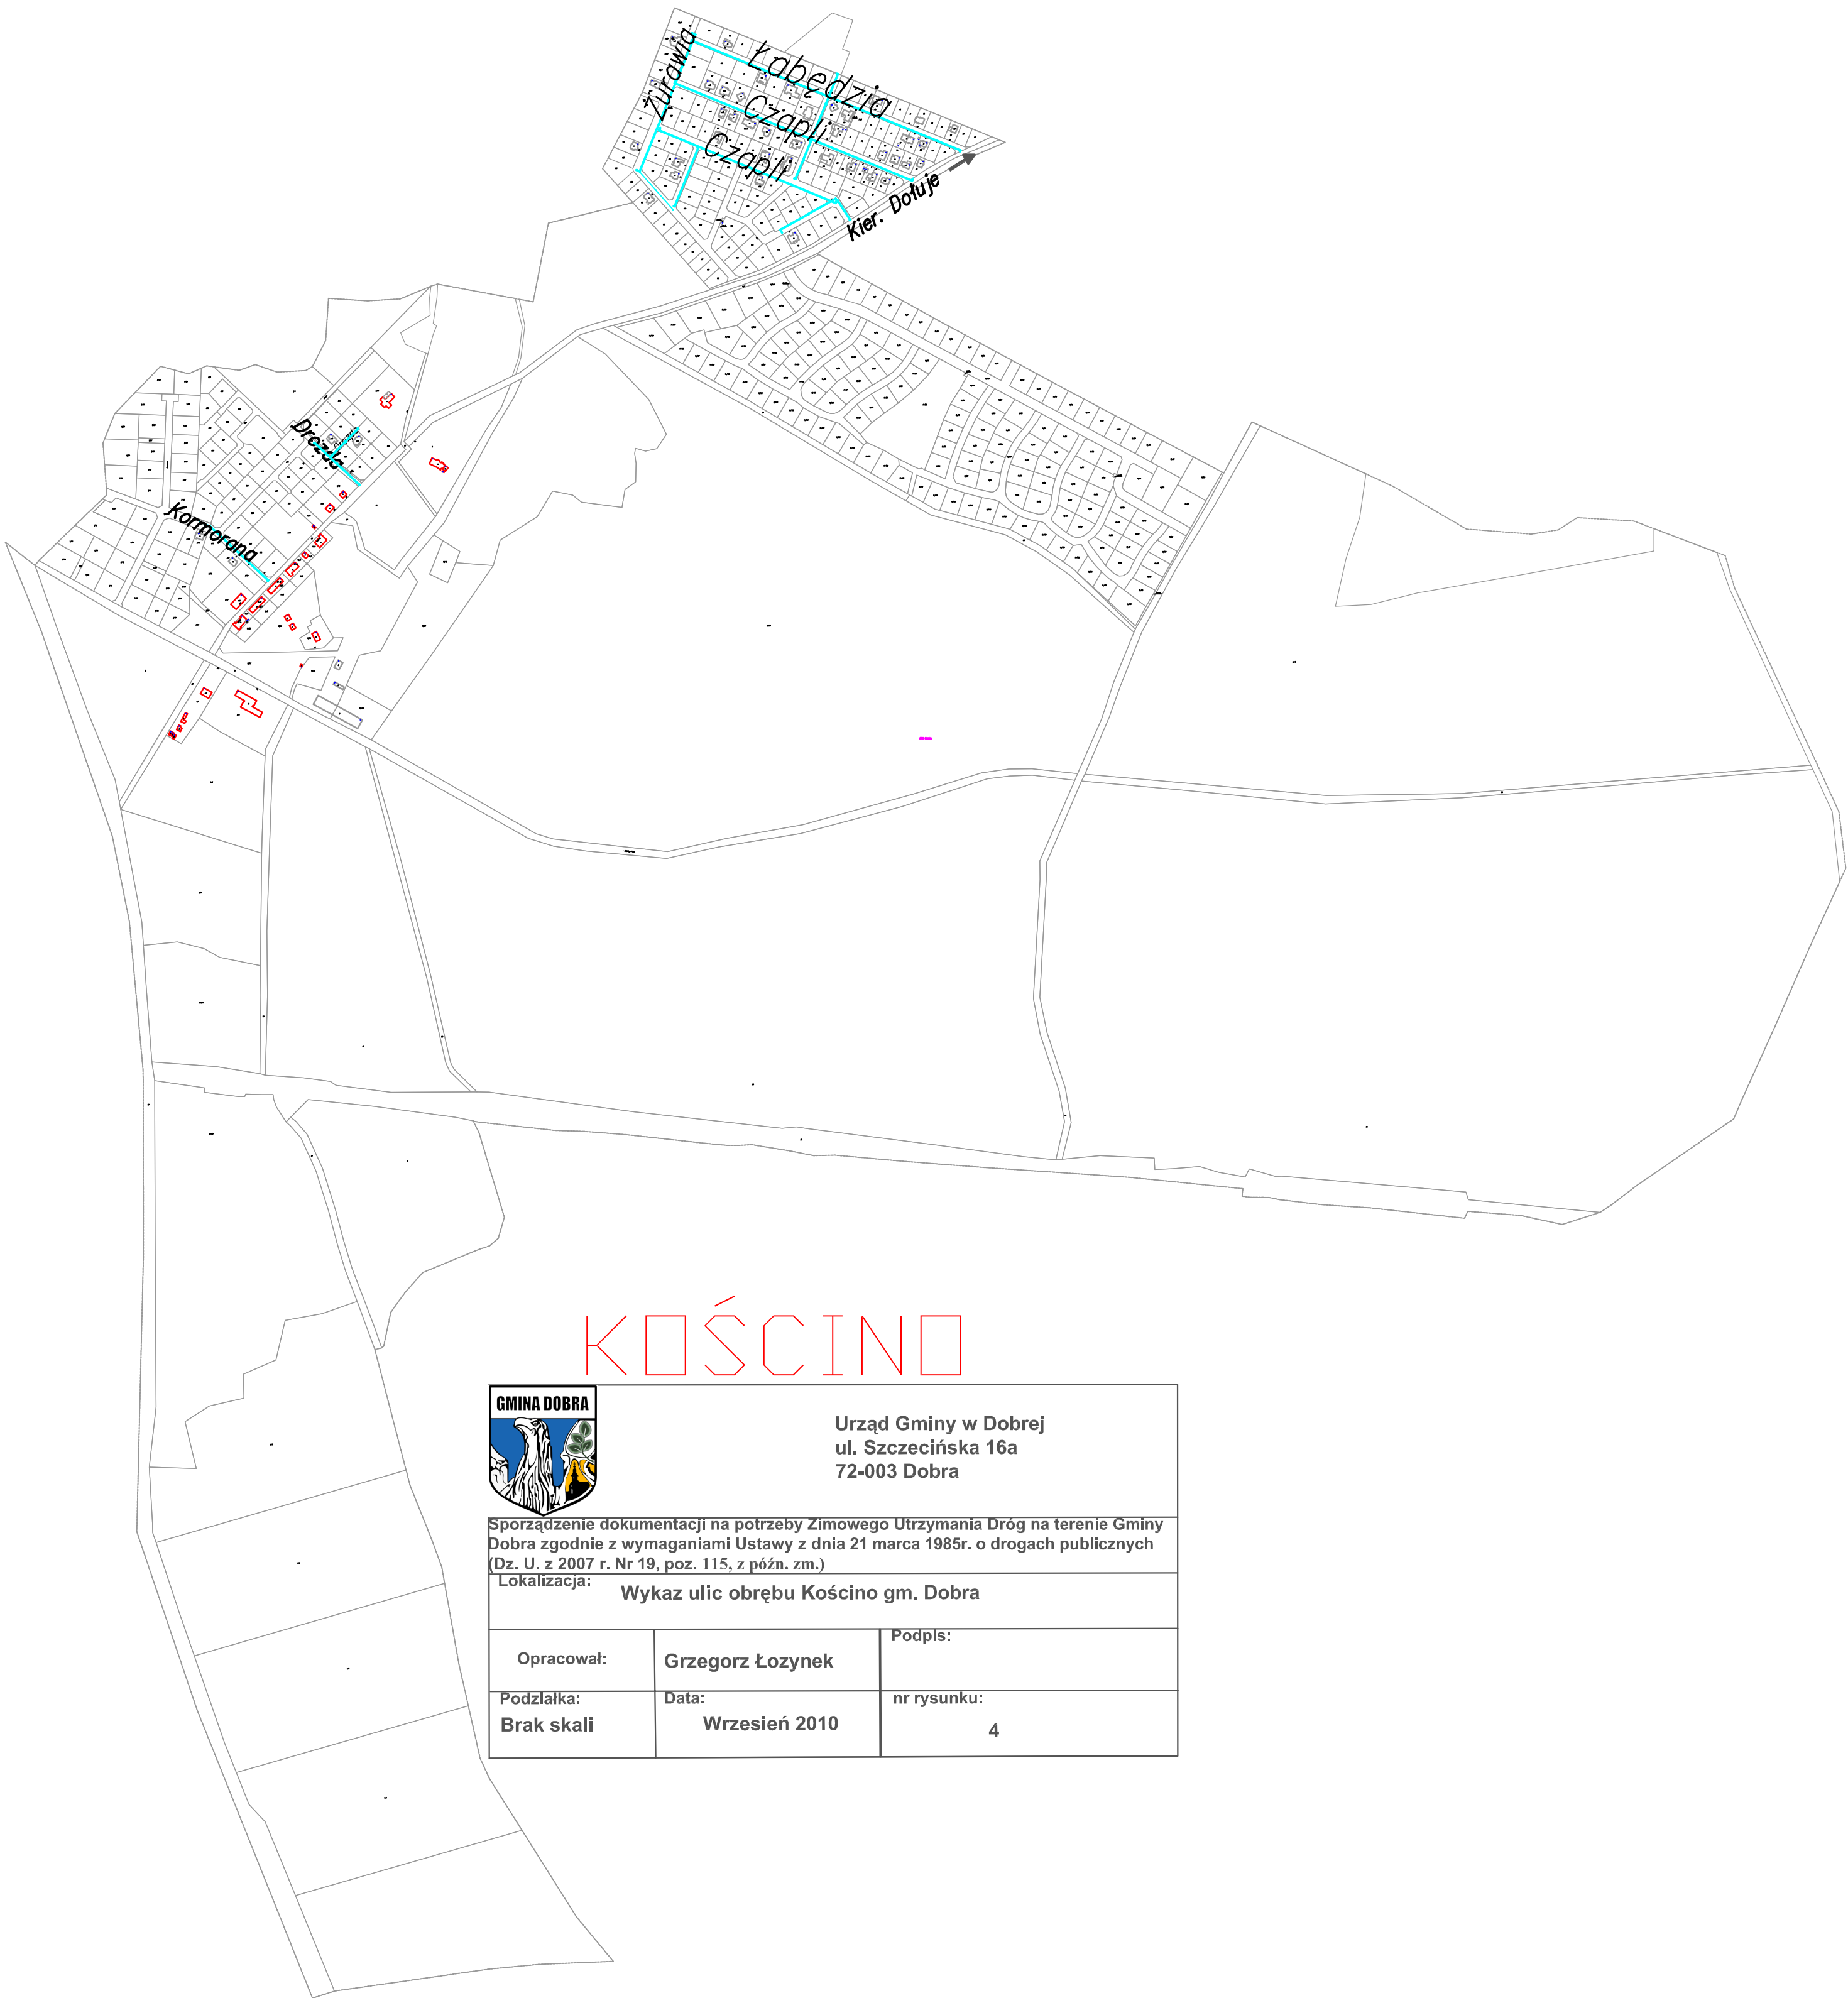 Żurawia
Łabędzia
Czapli
Czapli
Kier. Dołuje
Drozda
Kormorana
KOŚCINO
GMINA DOBRA
Urząd Gminy w Dobrej
ul. Szczecińska 16a
72-003 Dobra
Sporządzenie dokumentacji na potrzeby Zimowego Utrzymania Dróg na terenie Gminy
Dobra zgodnie z wymaganiami Ustawy z dnia 21 marca 1985r. o drogach publicznych
(Dz. U. z 2007 r. Nr 19, poz. 115, z późn. zm.)
Lokalizacja:
Wykaz ulic obrębu Kościno gm. Dobra
Opracował:
Grzegorz Łozynek
Podpis:
Podziałka:
Brak skali
Data:
Wrzesień 2010
nr rysunku:
4